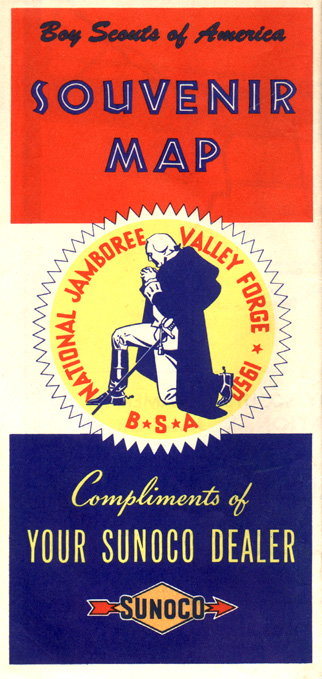 Boy Scouts of America
SOUVENIR
MAP
NATIONAL JAMBOREE VALLEY FORGE ★ 1950
B★S★A
Compliments of
YOUR SUNOCO DEALER
SUNOCO